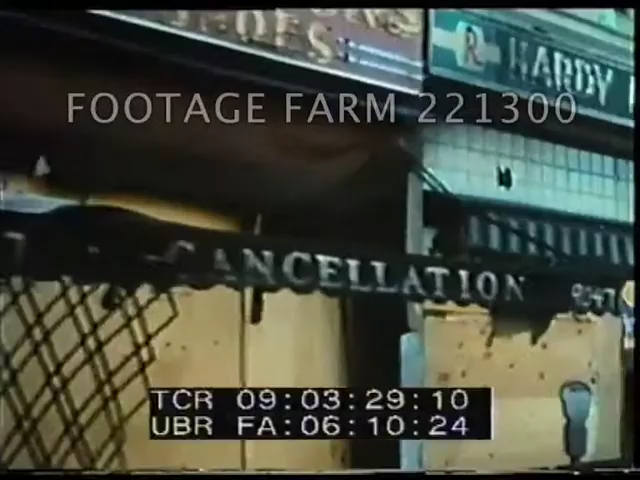 SHOES
R HARDY
FOOTAGE FARM 221300
CANCELLATION
TCR 09:03:29:10
UBR FA:06:10:24